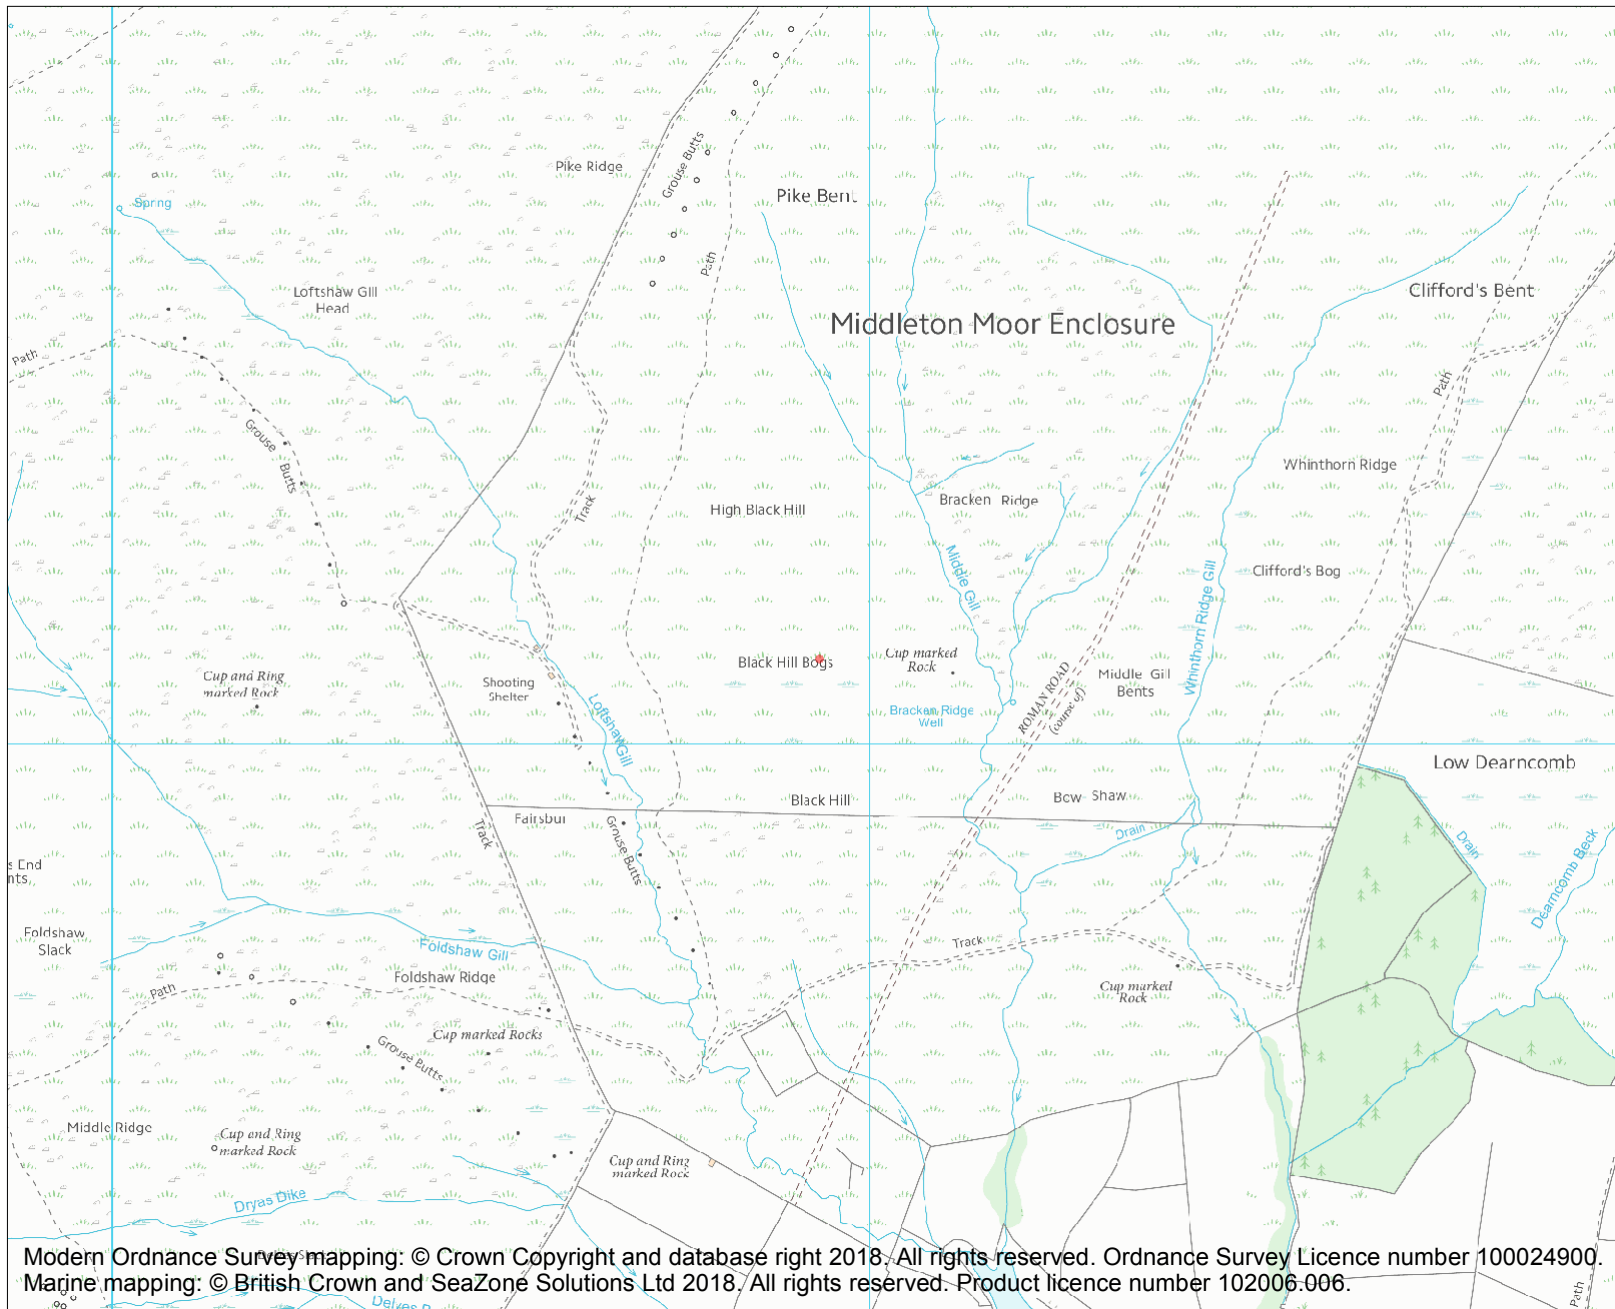 Pike Ridge
Grouse Butts
Pike Bent
Path
Loftshaw Gill
Head
Middleton Moor Enclosure
Clifford's Bent
Path
Path
Grouse Butts
Track
High Black Hill
Bracken Ridge
Whinthorn Ridge
Middle Gill
Clifford's Bog
Whinthorn Ridge Gill
Cup and Ring
marked Rock
Shooting
Shelter
Loftshaw Gill
Black Hill Bogs
Cup marked
Rock
Bracken Ridge
Well
ROMAN ROAD
(course of)
Middle Gill
Bents
Low Dearncomb
Black Hill
Fairsbur
Track
Grouse Butts
Shaw
Drain
Drain
Dearncomb Beck
s End
nts
Foldshaw
Slack
Foldshaw Gill
Foldshaw Ridge
Path
Track
Cup marked
Rock
Cup marked Rocks
Grouse Butts
Middle Ridge
Cup and Ring
marked Rock
Cup and Ring
marked Rock
Dryas Dike
Path
Modern Ordnance Survey mapping: © Crown Copyright and database right 2018. All rights reserved. Ordnance Survey Licence number 100024900.
Marine mapping: © British Crown and SeaZone Solutions Ltd 2018. All rights reserved. Product licence number 102006.006.